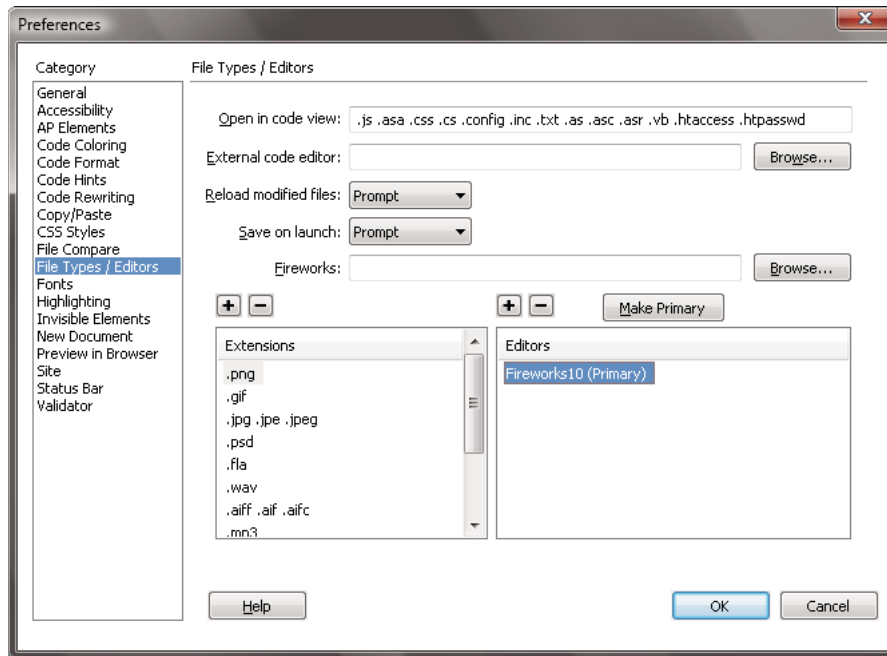 Preferences
Category
General
Accessibility
AP Elements
Code Coloring
Code Format
Code Hints
Code Rewriting
Copy/Paste
CSS Styles
File Compare
File Types / Editors
Fonts
Highlighting
Invisible Elements
New Document
Preview in Browser
Site
Status Bar
Validator
File Types / Editors
Open in code view: .js .asa .css .cs .config .inc .txt .as .asc .asr .vb .htaccess .htpasswd
External code editor: Browse...
Reload modified files: Prompt
Save on launch: Prompt
Fireworks: Browse...
+ −
Extensions
.png
.gif
.jpg .jpe .jpeg
.psd
.fla
.wav
.aiff .aif .aifc
.mp3
+ − Make Primary
Editors
Fireworks10 (Primary)
Help OK Cancel